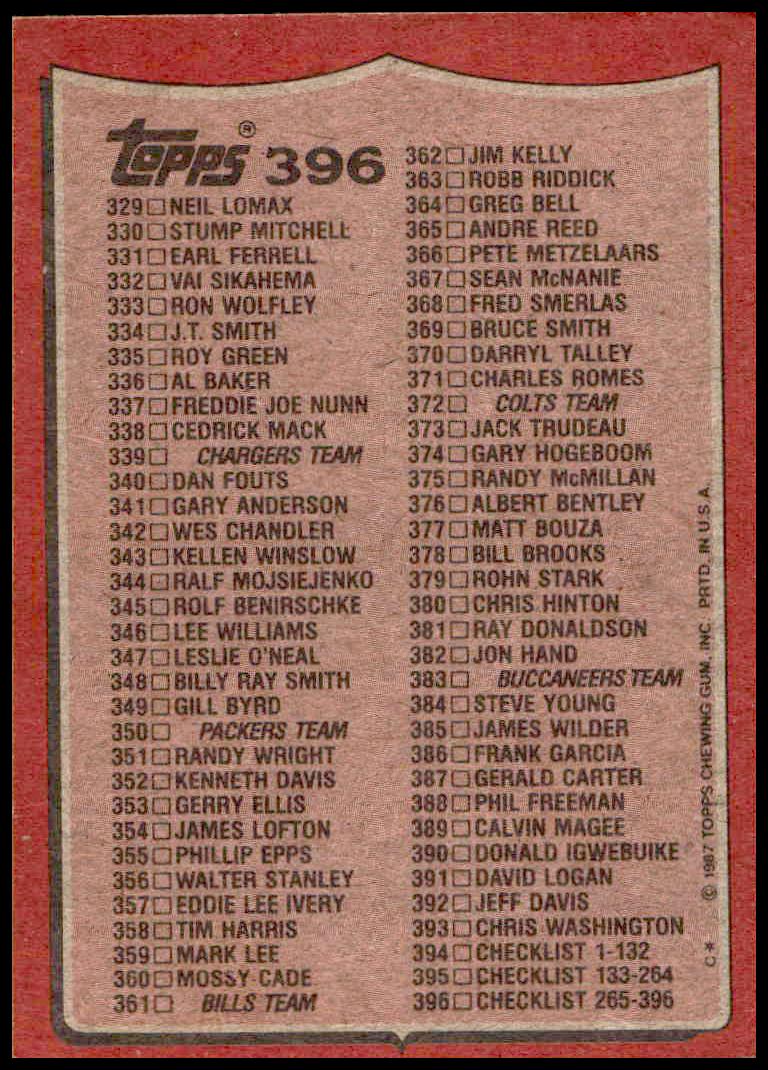 TOPPS® 396
329□NEIL LOMAX
330□STUMP MITCHELL
331□EARL FERRELL
332□VAI SIKAHEMA
333□RON WOLFLEY
334□J.T. SMITH
335□ROY GREEN
336□AL BAKER
337□FREDDIE JOE NUNN
338□CEDRICK MACK
339□ CHARGERS TEAM
340□DAN FOUTS
341□GARY ANDERSON
342□WES CHANDLER
343□KELLEN WINSLOW
344□RALF MOJSIEJENKO
345□ROLF BENIRSCHKE
346□LEE WILLIAMS
347□LESLIE O'NEAL
348□BILLY RAY SMITH
349□GILL BYRD
350□ PACKERS TEAM
351□RANDY WRIGHT
352□KENNETH DAVIS
353□GERRY ELLIS
354□JAMES LOFTON
355□PHILLIP EPPS
356□WALTER STANLEY
357□EDDIE LEE IVERY
358□TIM HARRIS
359□MARK LEE
360□MOSSY CADE
361□ BILLS TEAM
362□JIM KELLY
363□ROBB RIDDICK
364□GREG BELL
365□ANDRE REED
366□PETE METZELAARS
367□SEAN McNANIE
368□FRED SMERLAS
369□BRUCE SMITH
370□DARRYL TALLEY
371□CHARLES ROMES
372□ COLTS TEAM
373□JACK TRUDEAU
374□GARY HOGEBOOM
375□RANDY McMILLAN
376□ALBERT BENTLEY
377□MATT BOUZA
378□BILL BROOKS
379□ROHN STARK
380□CHRIS HINTON
381□RAY DONALDSON
382□JON HAND
383□ BUCCANEERS TEAM
384□STEVE YOUNG
385□JAMES WILDER
386□FRANK GARCIA
387□GERALD CARTER
388□PHIL FREEMAN
389□CALVIN MAGEE
390□DONALD IGWEBUIKE
391□DAVID LOGAN
392□JEFF DAVIS
393□CHRIS WASHINGTON
394□CHECKLIST 1-132
395□CHECKLIST 133-264
396□CHECKLIST 265-396
C* © 1987 TOPPS CHEWING GUM, INC. PRTD. IN U.S.A.